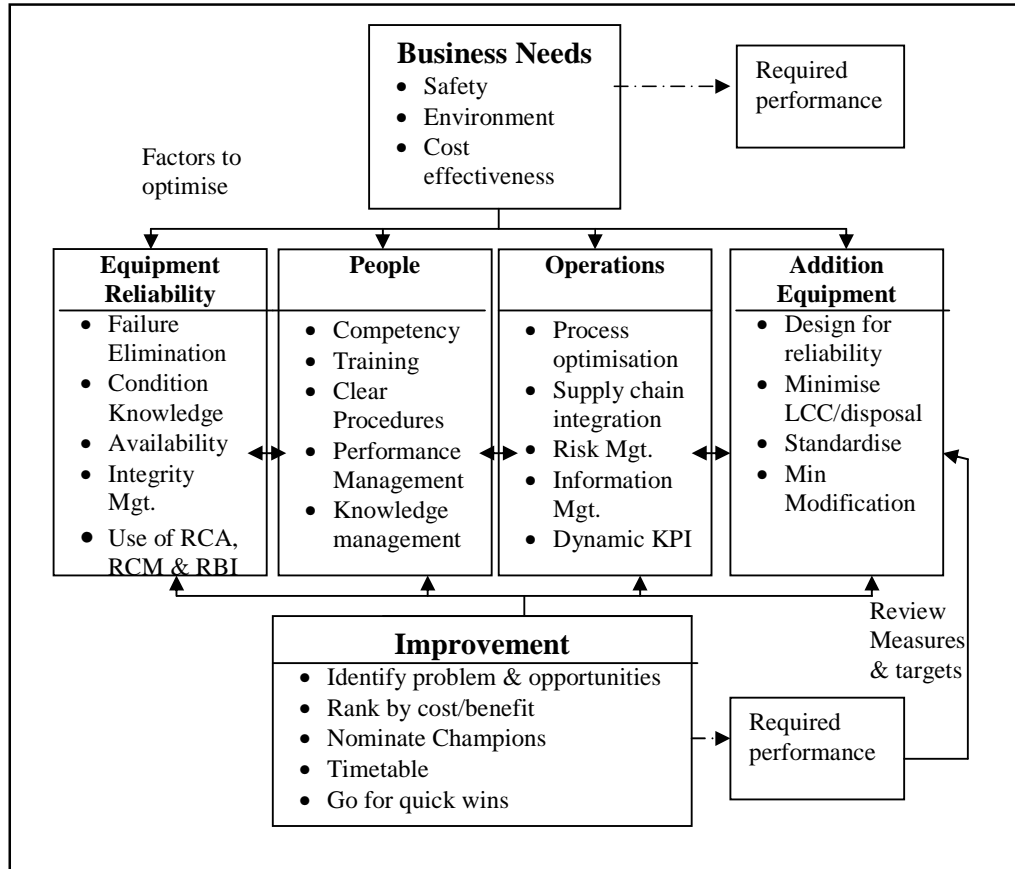 Business Needs
• Safety
• Environment
• Cost
effectiveness
Required
performance
Factors to
optimise
Equipment
Reliability
• Failure
Elimination
• Condition
Knowledge
• Availability
• Integrity
Mgt.
• Use of RCA,
RCM & RBI
People
• Competency
• Training
• Clear
Procedures
• Performance
Management
• Knowledge
management
Operations
• Process
optimisation
• Supply chain
integration
• Risk Mgt.
• Information
Mgt.
• Dynamic KPI
Addition
Equipment
• Design for
reliability
• Minimise
LCC/disposal
• Standardise
• Min
Modification
Improvement
• Identify problem & opportunities
• Rank by cost/benefit
• Nominate Champions
• Timetable
• Go for quick wins
Required
performance
Review
Measures
& targets